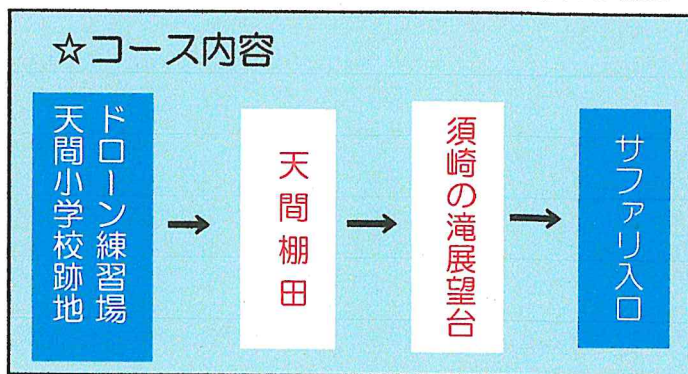 ☆コース内容
ドローン練習場
天間小学校跡地
→
天間棚田
→
須崎の滝展望台
→
サファリ入口